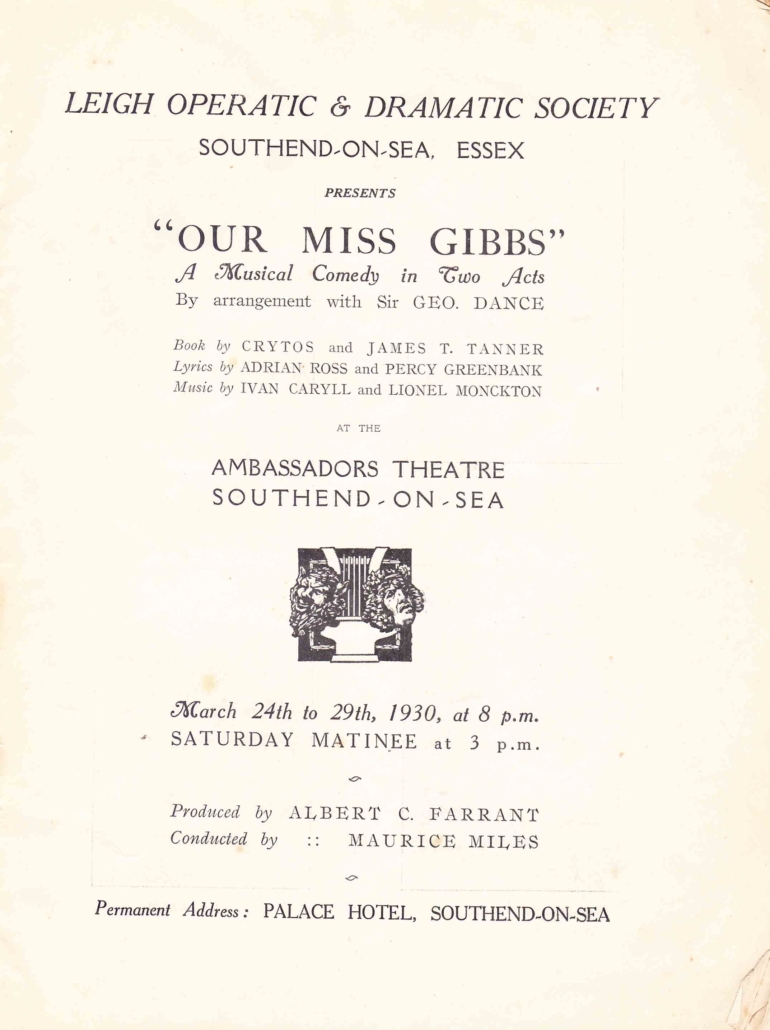 LEIGH OPERATIC & DRAMATIC SOCIETY
SOUTHEND-ON-SEA, ESSEX
PRESENTS
"OUR MISS GIBBS"
A Musical Comedy in Two Acts
By arrangement with Sir GEO. DANCE
Book by CRYTOS and JAMES T. TANNER
Lyrics by ADRIAN ROSS and PERCY GREENBANK
Music by IVAN CARYLL and LIONEL MONCKTON
AT THE
AMBASSADORS THEATRE
SOUTHEND-ON-SEA
March 24th to 29th, 1930, at 8 p.m.
SATURDAY MATINEE at 3 p.m.
Produced by ALBERT C. FARRANT
Conducted by :: MAURICE MILES
Permanent Address: PALACE HOTEL, SOUTHEND-ON-SEA